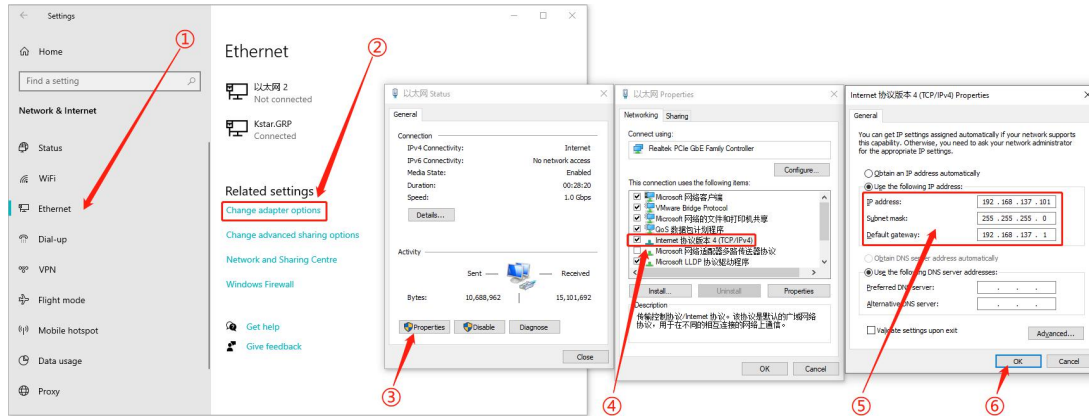 Settings
Home
Find a setting
Network & Internet
Status
WiFi
Ethernet
Dial-up
VPN
Flight mode
Mobile hotspot
Data usage
Proxy
①
Ethernet
②
以太网 2
Not connected
Kstar.GRP
Connected
Related settings
Change adapter options
Change advanced sharing options
Network and Sharing Centre
Windows Firewall
Get help
Give feedback
以太网 Status
General
Connection
IPv4 Connectivity: Internet
IPv6 Connectivity: No network access
Media State: Enabled
Duration: 00:28:20
Speed: 1.0 Gbps
Details...
Activity
Sent — — Received
Bytes: 10,688,962 15,101,692
Properties Disable Diagnose
Close
③
以太网 Properties
Networking Sharing
Connect using:
Realtek PCIe GbE Family Controller
Configure...
This connection uses the following items:
Microsoft 网络客户端
VMware Bridge Protocol
Microsoft 网络的文件和打印机共享
QoS 数据包计划程序
Internet 协议版本 4 (TCP/IPv4)
Microsoft 网络适配器多路传送器协议
Microsoft LLDP 协议驱动程序
Install... Uninstall Properties
Description
传输控制协议/Internet 协议。该协议是默认的广域网络
协议，用于在不同的相互连接的网络上通信。
OK Cancel
④
Internet 协议版本 4 (TCP/IPv4) Properties
General
You can get IP settings assigned automatically if your network supports
this capability. Otherwise, you need to ask your network administrator
for the appropriate IP settings.
Obtain an IP address automatically
Use the following IP address:
IP address: 192 . 168 . 137 . 101
Subnet mask: 255 . 255 . 255 . 0
Default gateway: 192 . 168 . 137 . 1
Obtain DNS server address automatically
Use the following DNS server addresses:
Preferred DNS server: . . .
Alternative DNS server: . . .
Validate settings upon exit
Advanced...
OK Cancel
⑤
⑥